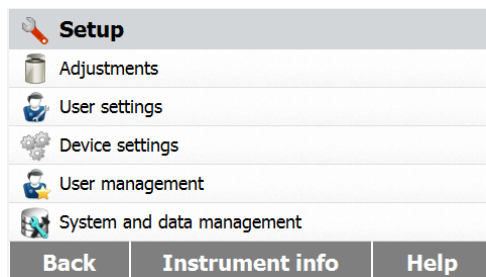 Setup
Adjustments
User settings
Device settings
User management
System and data management
Back Instrument info Help